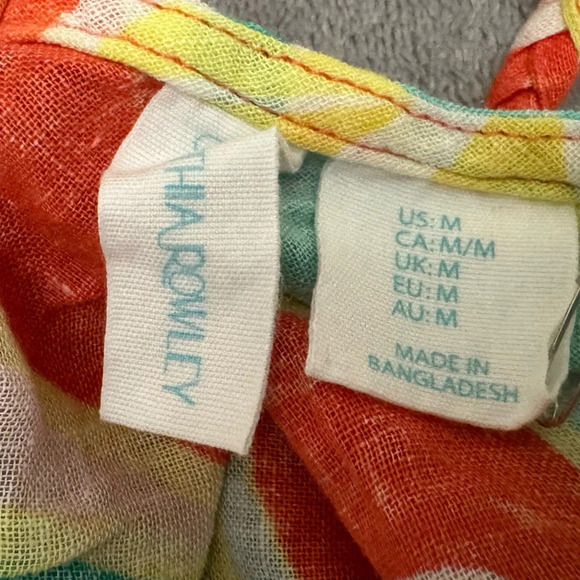 THIA ROWLEY
US: M
CA: M/M
UK: M
EU: M
AU: M
MADE IN
BANGLADESH